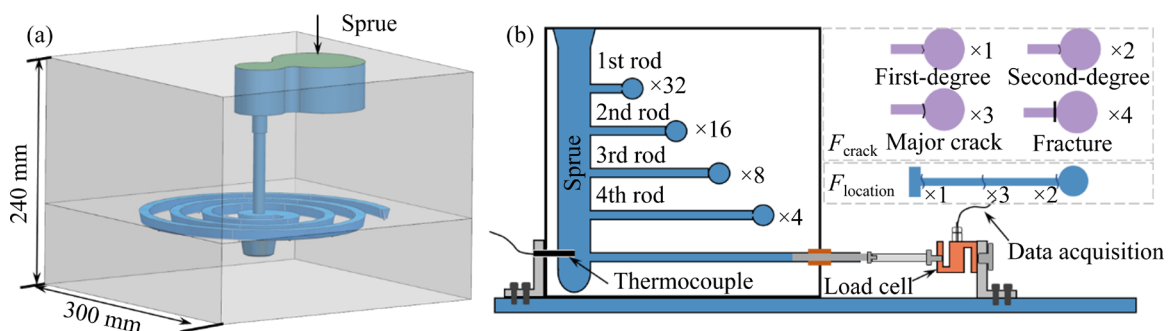 (a)
Sprue
240 mm
300 mm
(b)
Sprue
1st rod
×32
2nd rod
×16
3rd rod
×8
4th rod
×4
Thermocouple
Load cell
Data acquisition
×1
×2
First-degree
Second-degree
×3
×4
F_crack
Major crack
Fracture
F_location
×1
×3
×2